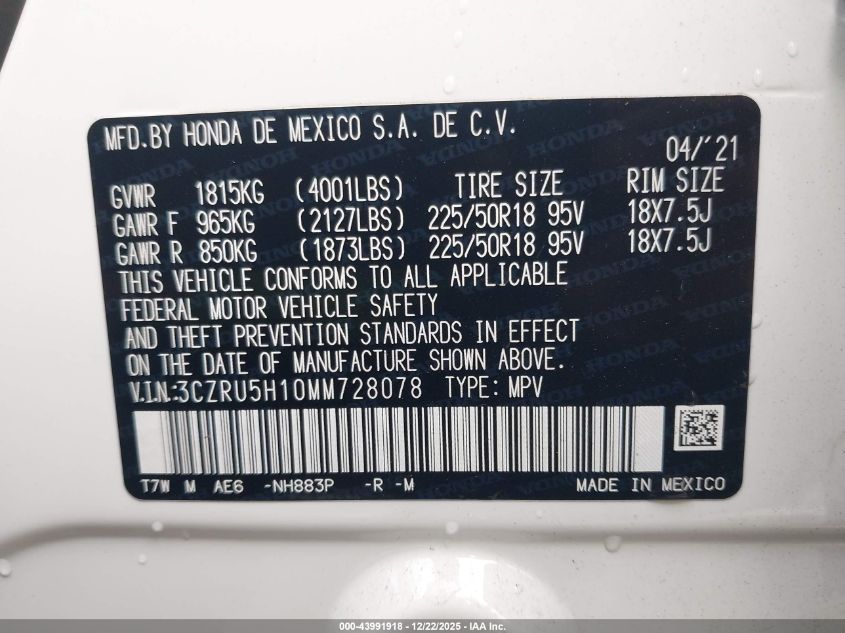 MFD.BY HONDA DE MEXICO S.A. DE C.V.
04/'21
GVWR 1815KG (4001LBS) TIRE SIZE RIM SIZE
GAWR F 965KG (2127LBS) 225/50R18 95V 18X7.5J
GAWR R 850KG (1873LBS) 225/50R18 95V 18X7.5J
THIS VEHICLE CONFORMS TO ALL APPLICABLE
FEDERAL MOTOR VEHICLE SAFETY
AND THEFT PREVENTION STANDARDS IN EFFECT
ON THE DATE OF MANUFACTURE SHOWN ABOVE.
V.I.N.:3CZRU5H10MM728078 TYPE: MPV
T7W M AE6 -NH883P -R -M MADE IN MEXICO
000-43991918 - 12/22/2025 - IAA Inc.